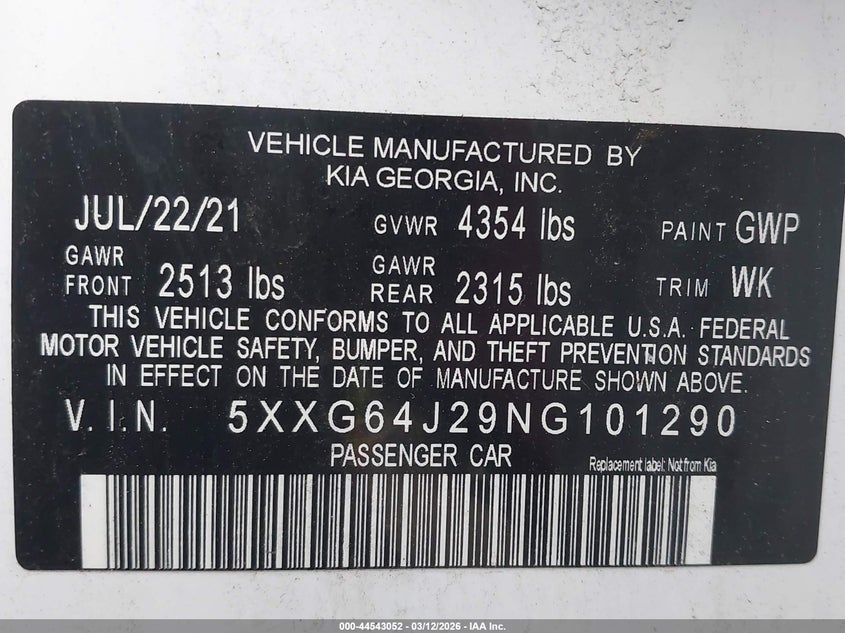 VEHICLE MANUFACTURED BY
KIA GEORGIA, INC.
JUL/22/21 GVWR 4354 lbs PAINT GWP
GAWR FRONT 2513 lbs GAWR REAR 2315 lbs TRIM WK
THIS VEHICLE CONFORMS TO ALL APPLICABLE U.S.A. FEDERAL
MOTOR VEHICLE SAFETY, BUMPER, AND THEFT PREVENTION STANDARDS
IN EFFECT ON THE DATE OF MANUFACTURE SHOWN ABOVE.
V.I.N. 5XXG64J29NG101290
PASSENGER CAR
Replacement label: Not from Kia
000-44543052 - 03/12/2026 - IAA Inc.